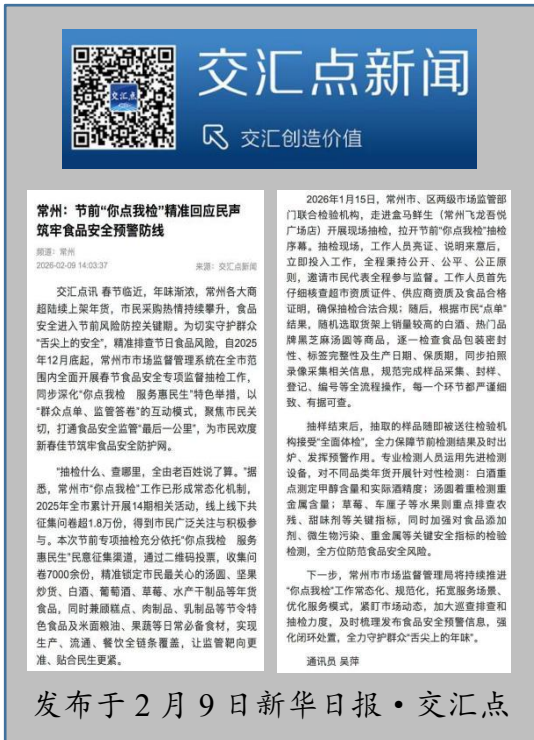 交汇点
交汇点新闻
交汇创造价值
常州：节前“你点我检”精准回应民声
筑牢食品安全预警防线
频道：常州
2026-02-09 14:03:37
来源：交汇点新闻
交汇点讯 春节临近，年味渐浓，常州各大商
超陆续上架年货，市民采购热情持续攀升，食品
安全进入节前风险防控关键期。为切实守护群众
“舌尖上的安全”，精准排查节日食品风险，自2025
年12月底起，常州市市场监督管理系统在全市范
围内全面开展春节食品安全专项监督抽检工作，
同步深化“你点我检 服务惠民生”特色举措，以
“群众点单、监管答卷”的互动模式，聚焦市民关
切，打通食品安全监管“最后一公里”，为市民欢度
新春佳节筑牢食品安全防护网。
“抽检什么、查哪里，全由老百姓说了算。”据
悉，常州市“你点我检”工作已形成常态化机制，
2025年全市累计开展14期相关活动，线上线下共
征集问卷超1.8万份，得到市民广泛关注与积极参
与。本次节前专项抽检充分依托“你点我检 服务
惠民生”民意征集渠道，通过二维码投票，收集问
卷7000余份，精准锁定市民最关心的汤圆、坚果
炒货、白酒、葡萄酒、草莓、水产干制品等年货
食品，同时兼顾糕点、肉制品、乳制品等节令特
色食品及米面粮油、果蔬等日常必备食材，实现
生产、流通、餐饮全链条覆盖，让监管靶向更
准、贴合民生更紧。
2026年1月15日，常州市、区两级市场监管部
门联合检验机构，走进盒马鲜生（常州飞龙吾悦
广场店）开展现场抽检，拉开节前“你点我检”抽检
序幕。抽检现场，工作人员亮证、说明来意后，
立即投入工作，全程秉持公开、公平、公正原
则，邀请市民代表全程参与监督。工作人员首先
仔细核查超市资质证件、供应商资质及食品合格
证明，确保抽检合法合规；随后，根据市民“点单”
结果，随机选取货架上销量较高的白酒、热门品
牌黑芝麻汤圆等商品，逐一检查食品包装密封
性、标签完整性及生产日期、保质期，同步拍照
录像采集相关信息，规范完成样品采集、封样、
登记、编号等全流程操作，每一个环节都严谨细
致、有据可查。
抽样结束后，抽取的样品随即被送往检验机
构接受“全面体检”，全力保障节前检测结果及时出
炉、发挥预警作用。专业检测人员运用先进检测
设备，对不同品类年货开展针对性检测：白酒重
点测定甲醇含量和实际酒精度；汤圆着重检测重
金属含量；草莓、车厘子等水果则重点排查农
残、甜味剂等关键指标，同时加强对食品添加
剂、微生物污染、重金属等关键安全指标的检验
检测，全方位防范食品安全风险。
下一步，常州市市场监督管理局将持续推进
“你点我检”工作常态化、规范化，拓宽服务场景、
优化服务模式，紧盯市场动态，加大巡查排查和
抽检力度，及时梳理发布食品安全预警信息，强
化闭环处置，全力守护群众“舌尖上的年味”。
通讯员 吴萍
发布于2月9日新华日报·交汇点